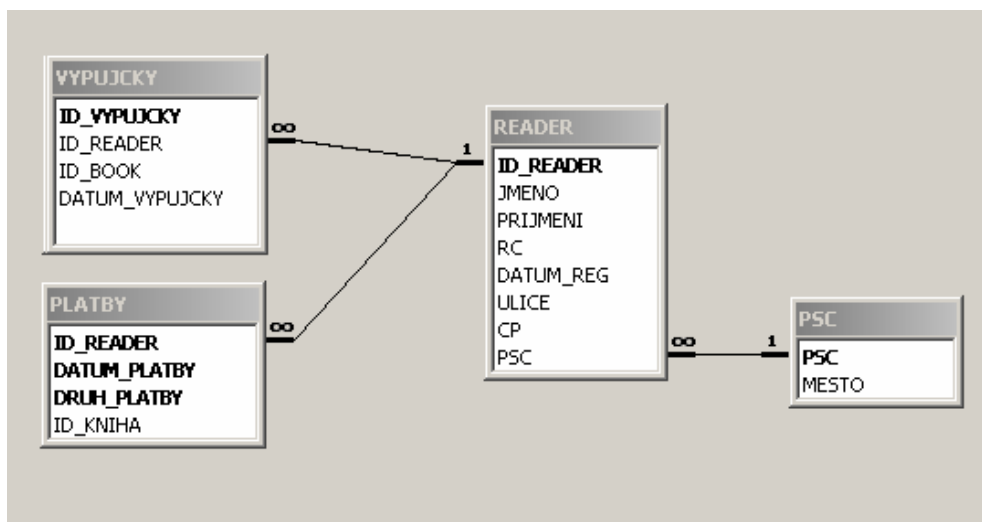 VYPUJCKY
ID_VYPUJCKY
ID_READER
ID_BOOK
DATUM_VYPUJCKY
∞
1
READER
ID_READER
JMENO
PRIJMENI
RC
DATUM_REG
ULICE
CP
PSC
PLATBY
ID_READER
DATUM_PLATBY
DRUH_PLATBY
ID_KNIHA
∞
∞
1
PSC
PSC
MESTO